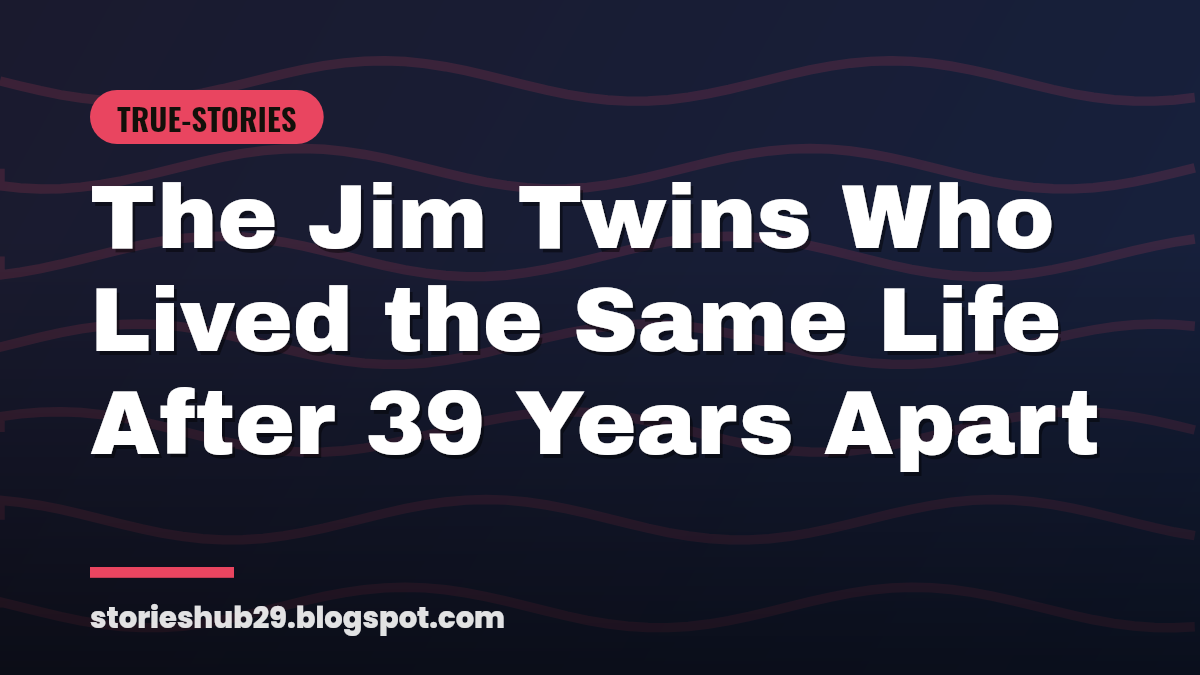 TRUE-STORIES
The Jim Twins Who
Lived the Same Life
After 39 Years Apart
storieshub29.blogspot.com